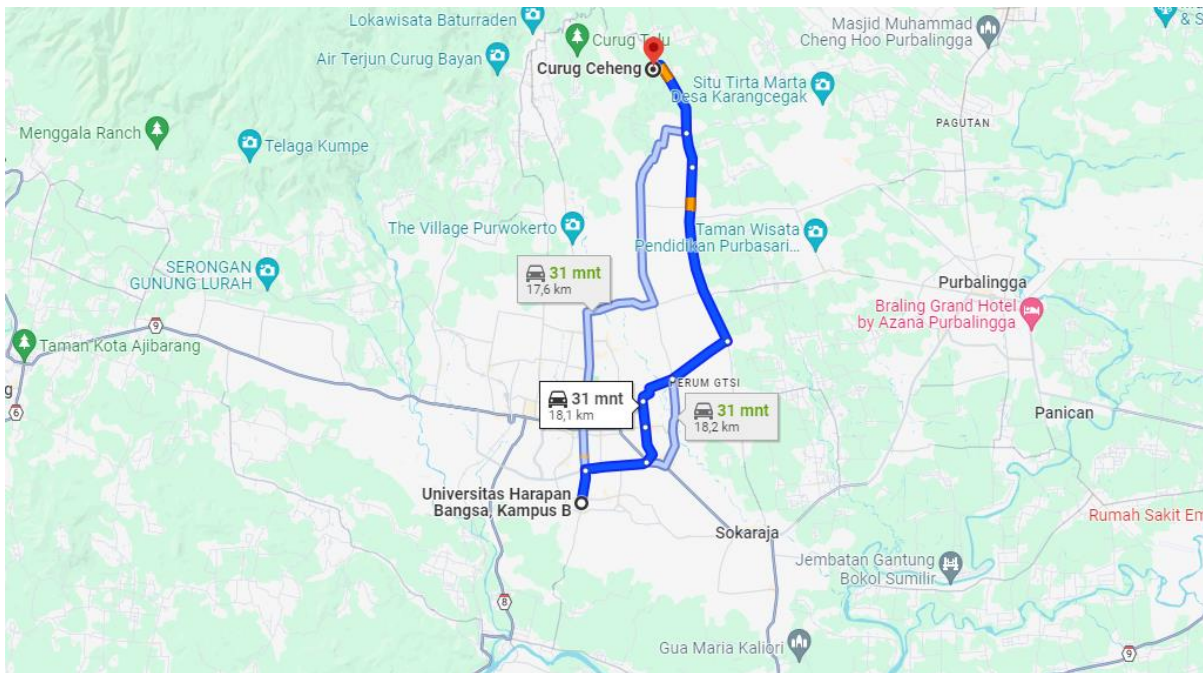 Lokawisata Baturraden
Masjid Muhammad
Cheng Hoo Purbalingga
& S
Curug Telu
Air Terjun Curug Bayan
Curug Ceheng
Situ Tirta Marta
Desa Karangcegak
PAGUTAN
Menggala Ranch
Telaga Kumpe
The Village Purwokerto
Taman Wisata
Pendidikan Purbasari...
SERONGAN
GUNUNG LURAH
31 mnt
17,6 km
Purbalingga
Braling Grand Hotel
by Azana Purbalingga
9
Taman Kota Ajibarang
g
6
PERUM GTSI
31 mnt
18,1 km
31 mnt
18,2 km
Panican
Universitas Harapan
Bangsa, Kampus B
Sokaraja
Rumah Sakit Em
Jembatan Gantung
Bokol Sumilir
8
Gua Maria Kaliori
9